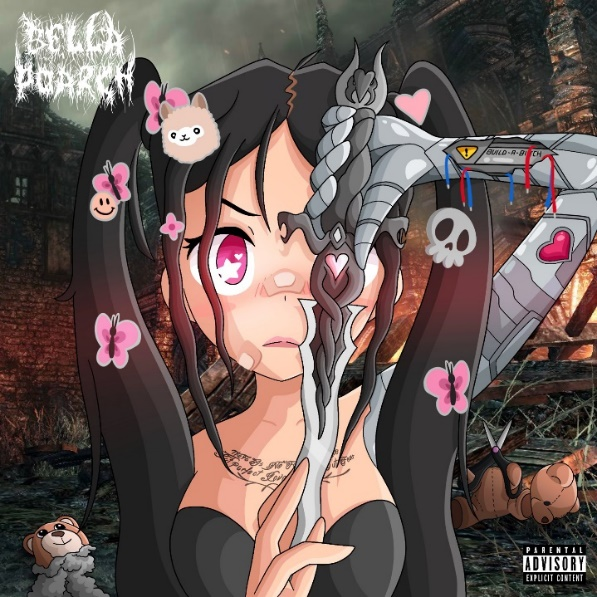 BELLA
POARCH
BUILD-A-BITCH
PARENTAL
ADVISORY
EXPLICIT CONTENT